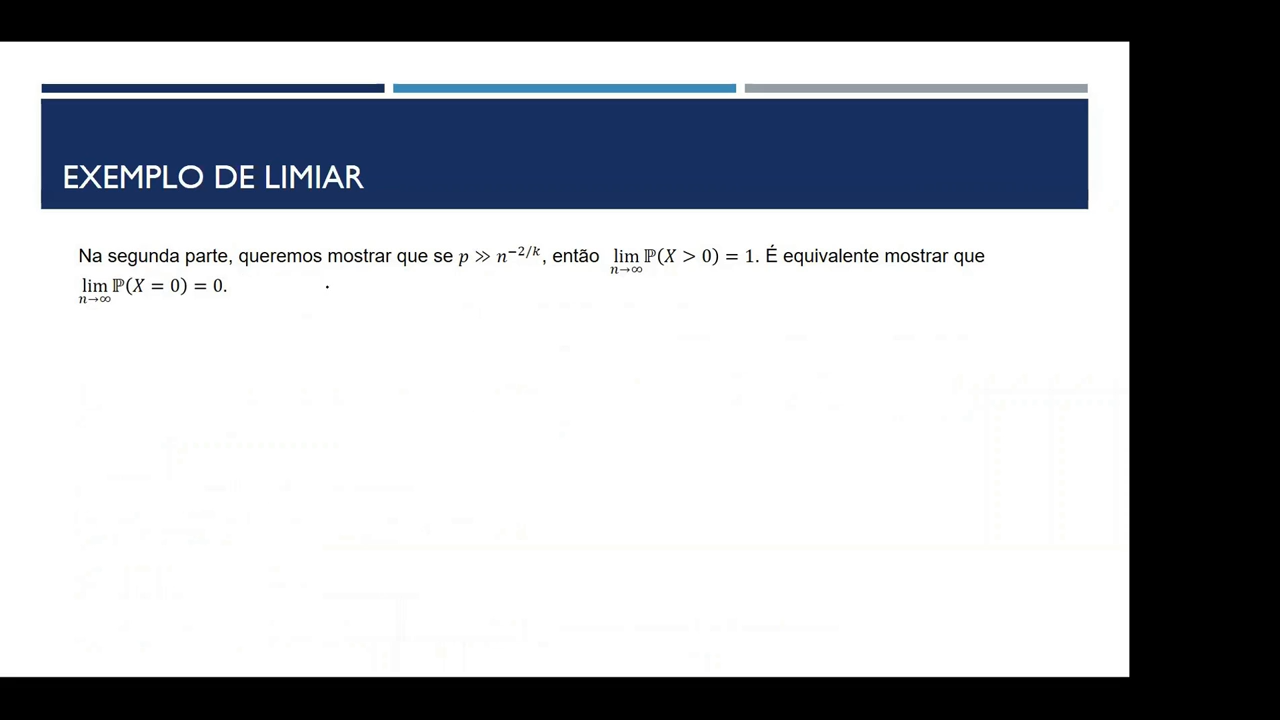 EXEMPLO DE LIMIAR
Na segunda parte, queremos mostrar que se p ≫ n^{−2/k}, então lim_{n→∞} ℙ(X > 0) = 1. É equivalente mostrar que
lim_{n→∞} ℙ(X = 0) = 0.